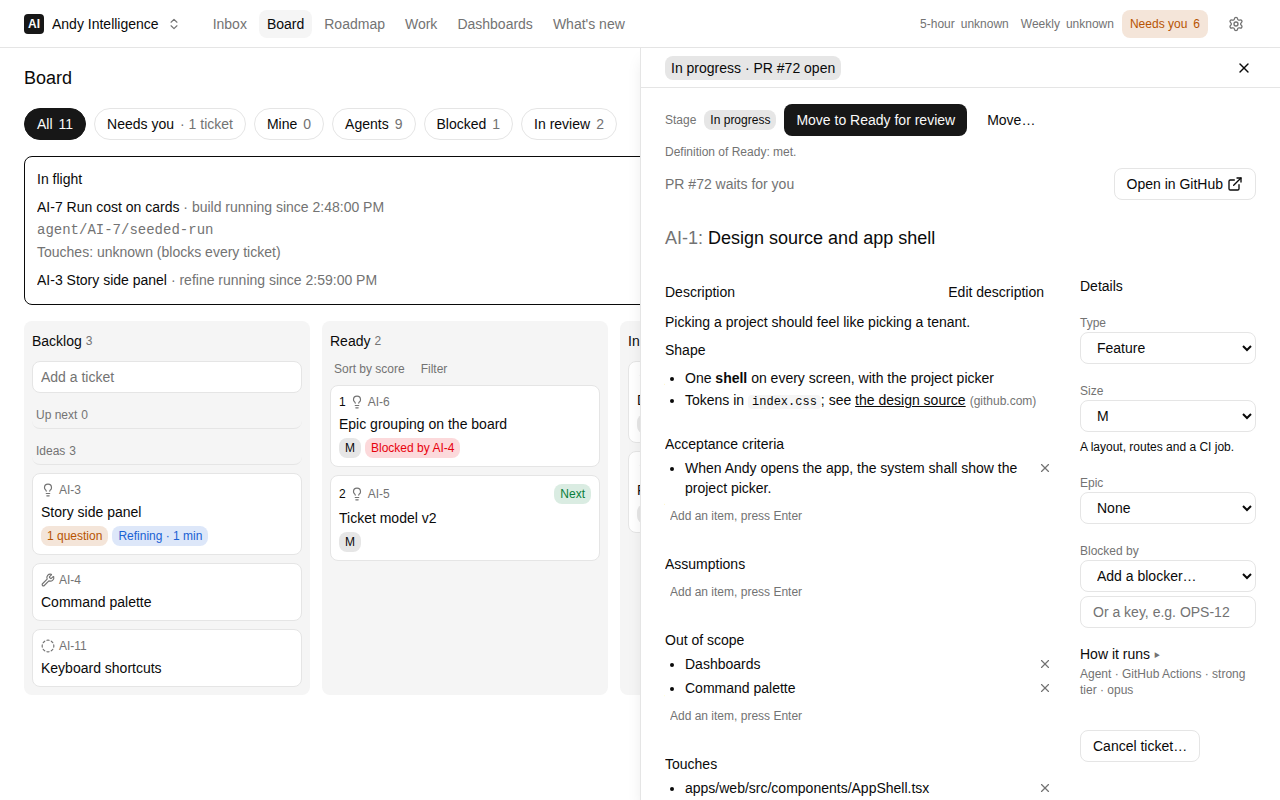 AI Andy Intelligence Inbox Board Roadmap Work Dashboards What's new 5-hour unknown Weekly unknown Needs you 6
Board
All 11 Needs you · 1 ticket Mine 0 Agents 9 Blocked 1 In review 2
In flight
AI-7 Run cost on cards · build running since 2:48:00 PM
agent/AI-7/seeded-run
Touches: unknown (blocks every ticket)
AI-3 Story side panel · refine running since 2:59:00 PM
Backlog 3
Add a ticket
Up next 0
Ideas 3
AI-3
Story side panel
1 question Refining · 1 min
AI-4
Command palette
AI-11
Keyboard shortcuts
Ready 2
Sort by score Filter
1 AI-6
Epic grouping on the board
M Blocked by AI-4
2 AI-5 Next
Ticket model v2
M
In progress · PR #72 open
Stage In progress Move to Ready for review Move…
Definition of Ready: met.
PR #72 waits for you Open in GitHub
AI-1: Design source and app shell
Description Edit description
Picking a project should feel like picking a tenant.
Shape
• One shell on every screen, with the project picker
• Tokens in index.css; see the design source (github.com)
Acceptance criteria
• When Andy opens the app, the system shall show the
project picker.
Add an item, press Enter
Assumptions
Add an item, press Enter
Out of scope
• Dashboards
• Command palette
Add an item, press Enter
Touches
• apps/web/src/components/AppShell.tsx
Details
Type
Feature
Size
M
A layout, routes and a CI job.
Epic
None
Blocked by
Add a blocker…
Or a key, e.g. OPS-12
How it runs ▸
Agent · GitHub Actions · strong
tier · opus
Cancel ticket…